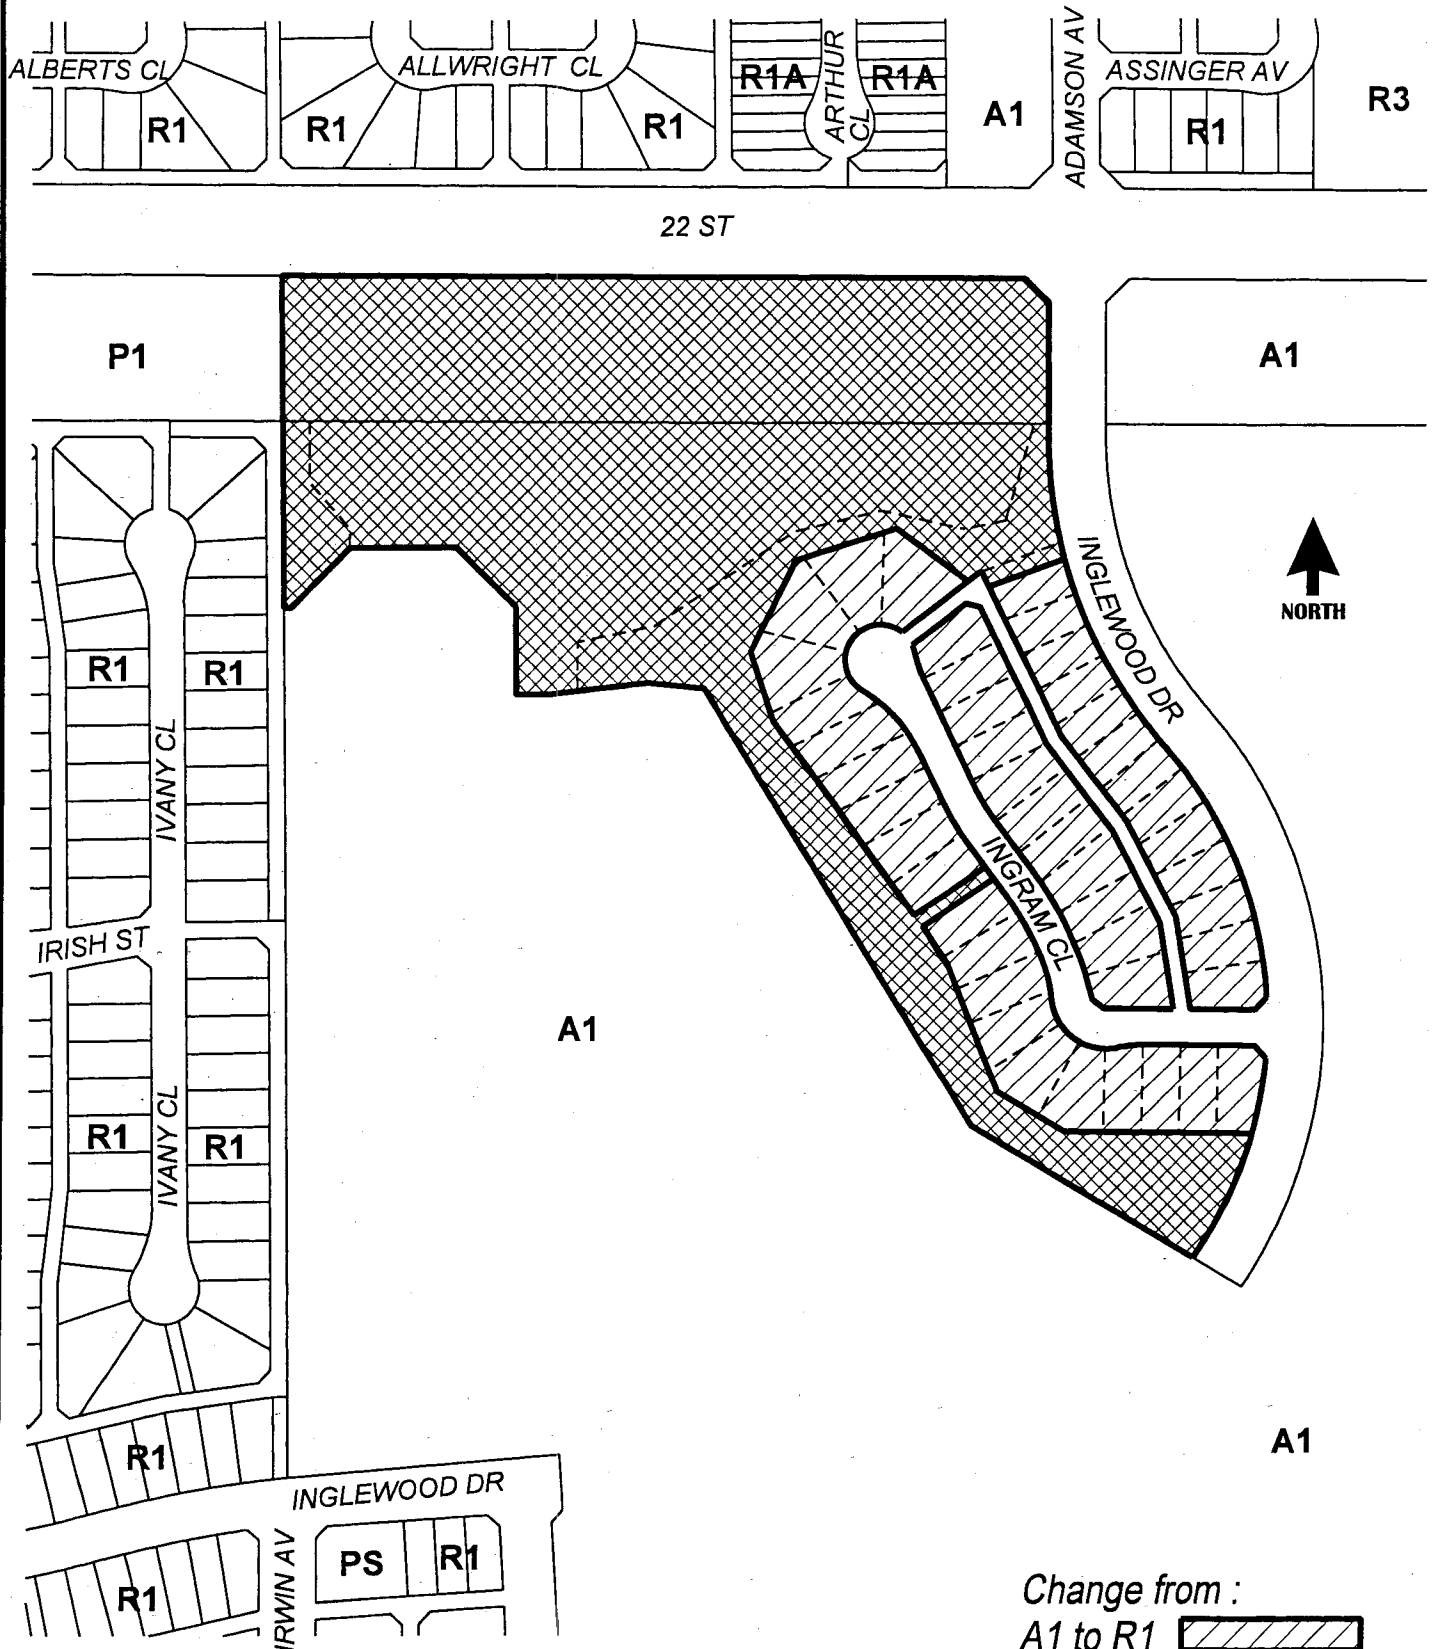 ALBERTS CL
ALLWRIGHT CL
ARTHUR CL
ADAMSON AV
ASSINGER AV
R1
R1
R1
R1A
R1A
A1
R1
R3
22 ST
P1
A1
NORTH
INGLEWOOD DR
R1
R1
IVANY CL
INGRAM CL
IRISH ST
A1
R1
R1
IVANY CL
R1
A1
INGLEWOOD DR
PS
R1
R1
IRWIN AV
Change from :
A1 to R1